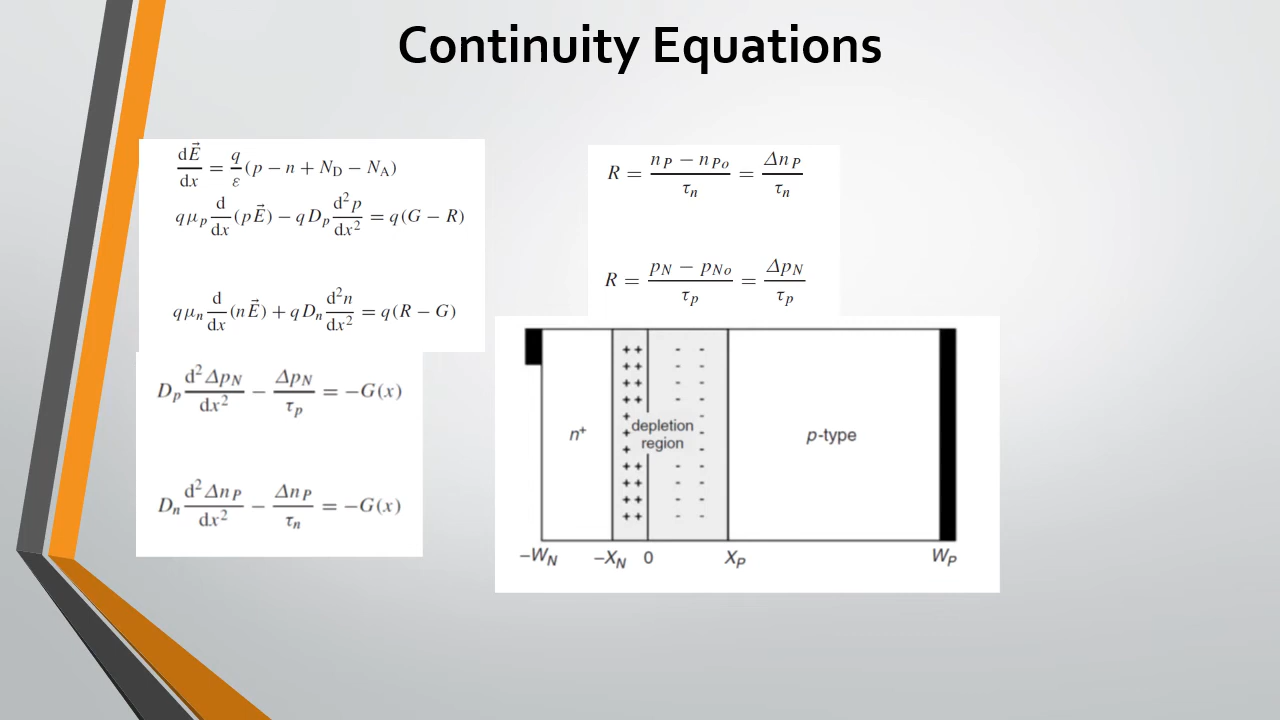 Continuity Equations
dE⃗/dx = q/ε (p − n + N_D − N_A)
qμ_p d/dx (pE⃗) − qD_p d²p/dx² = q(G − R)
qμ_n d/dx (nE⃗) + qD_n d²n/dx² = q(R − G)
D_p d²Δp_N/dx² − Δp_N/τ_p = −G(x)
D_n d²Δn_P/dx² − Δn_P/τ_n = −G(x)
R = (n_P − n_Po)/τ_n = Δn_P/τ_n
R = (p_N − p_No)/τ_p = Δp_N/τ_p
+ + - -
+ + - -
+ + - -
+ + - -
+ -
n⁺ + depletion - p-type
+ region -
+ + - -
+ + - -
+ + - -
+ + - -
−W_N −X_N 0 X_P W_P